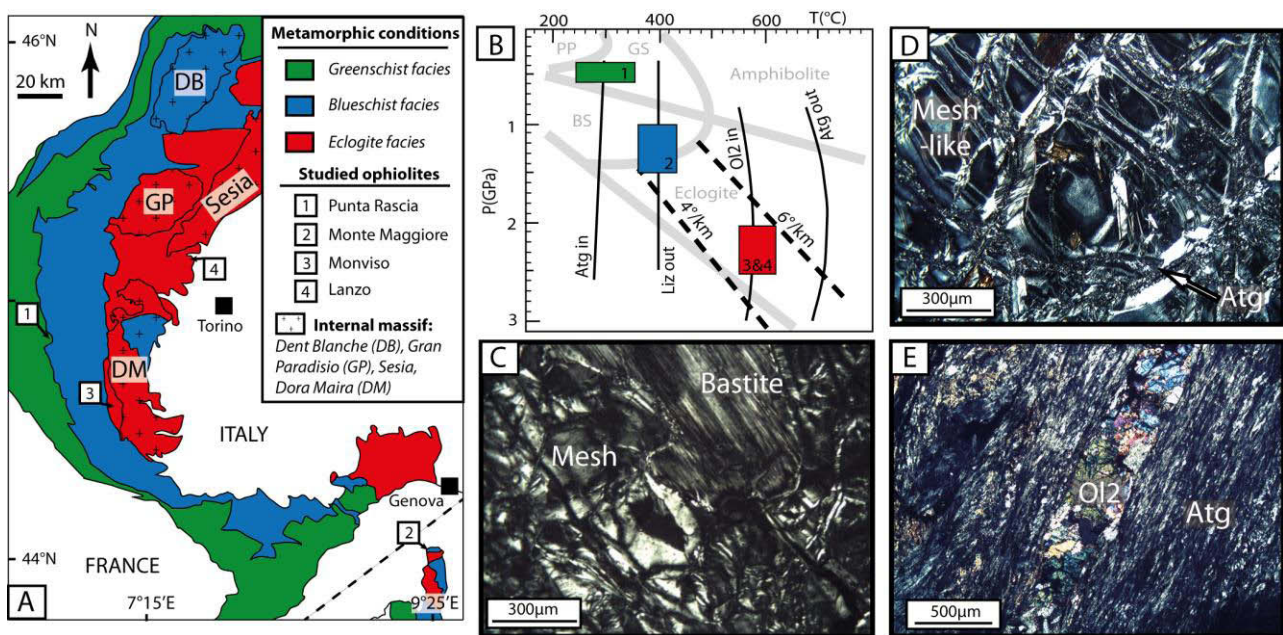 A
46°N
N
20 km
DB
GP
Sesia
4
Torino
1
DM
3
ITALY
Genova
2
44°N
FRANCE
7°15'E
9°25'E
Metamorphic conditions
Greenschist facies
Blueschist facies
Eclogite facies
Studied ophiolites
1 Punta Rascia
2 Monte Maggiore
3 Monviso
4 Lanzo
Internal massif:
Dent Blanche (DB), Gran
Paradisio (GP), Sesia,
Dora Maira (DM)
B
200 400 600 T(°C)
P(GPa)
1
2
3
PP
GS
Amphibolite
BS
Eclogite
1
2
3&4
Atg in
Liz out
Ol2 in
Atg out
4°/km
6°/km
C
Bastite
Mesh
300µm
D
Mesh
-like
Atg
300µm
E
Ol2
Atg
500µm